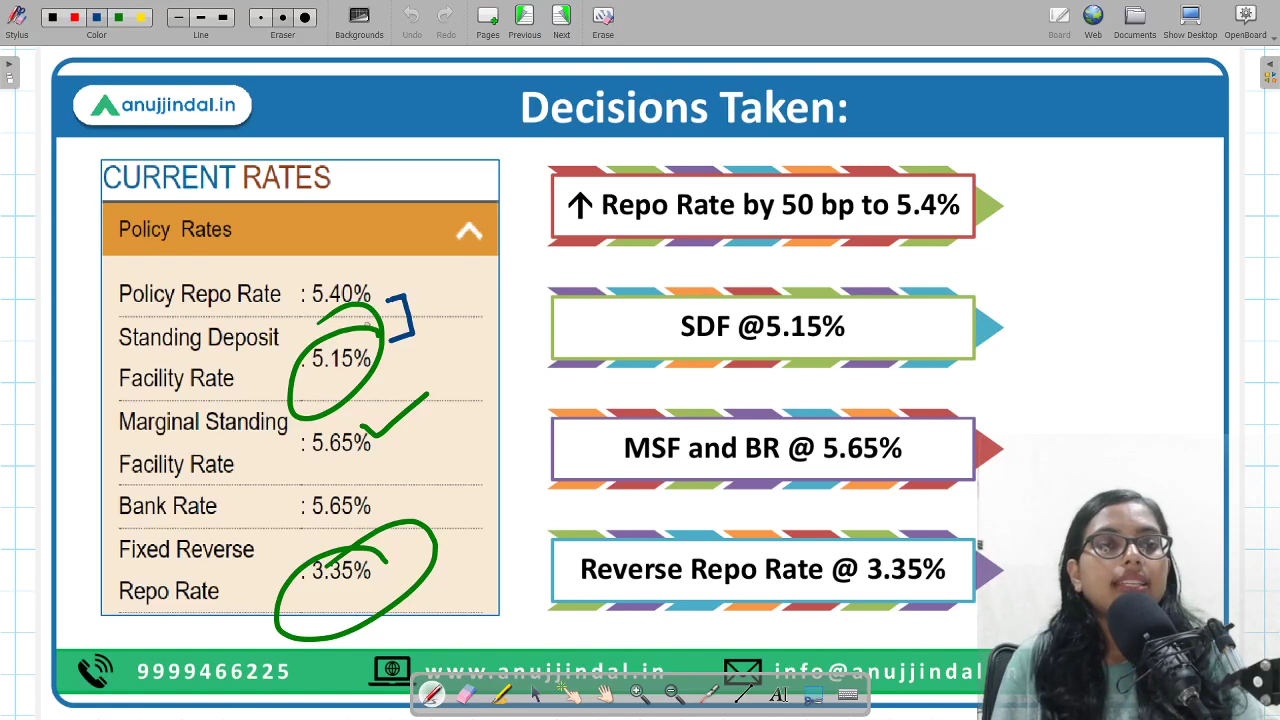 Stylus
Color
Line
Eraser
Backgrounds
Undo
Redo
Pages
Previous
Next
Erase
Board
Web
Documents
Show Desktop
OpenBoard
anujjindal.in
Decisions Taken:
CURRENT RATES
Policy Rates
Policy Repo Rate : 5.40%
Standing Deposit
Facility Rate : 5.15%
Marginal Standing
Facility Rate : 5.65%
Bank Rate : 5.65%
Fixed Reverse
Repo Rate : 3.35%
↑ Repo Rate by 50 bp to 5.4%
SDF @5.15%
MSF and BR @ 5.65%
Reverse Repo Rate @ 3.35%
9999466225
www.anujjindal.in
info@anujjindal
AI